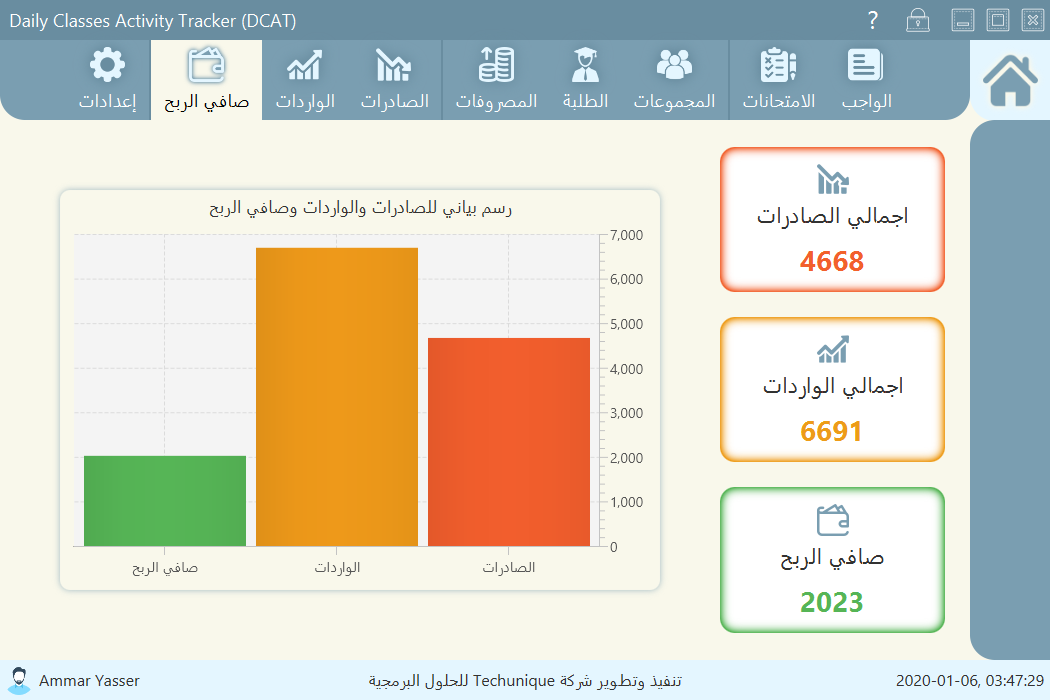 Daily Classes Activity Tracker (DCAT)
?
الواجب
الامتحانات
المجموعات
الطلبة
المصروفات
الصادرات
الواردات
صافي الربح
إعدادات
اجمالي الصادرات
4668
اجمالي الواردات
6691
صافي الربح
2023
رسم بياني للصادرات والواردات وصافي الربح
7,000
6,000
5,000
4,000
3,000
2,000
1,000
0
الصادرات
الواردات
صافي الربح
Ammar Yasser
تنفيذ وتطوير شركة Techunique للحلول البرمجية
2020-01-06, 03:47:29